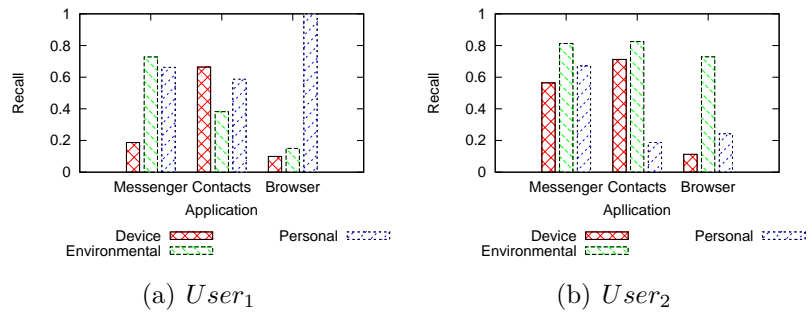 1
0.8
0.6
0.4
0.2
0
Recall
Messenger Contacts Browser
Application
Device
Environmental
Personal
(a) User1
1
0.8
0.6
0.4
0.2
0
Recall
Messenger Contacts Browser
Apllication
Device
Environmental
Personal
(b) User2